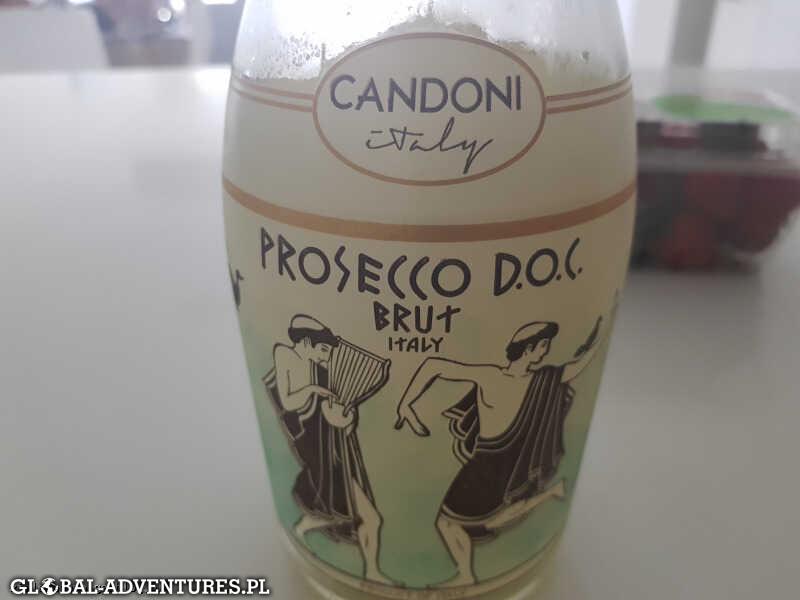 CANDONI
italy
PROSECCO D.O.C.
BRUT
ITALY
GLOBAL-ADVENTURES.PL